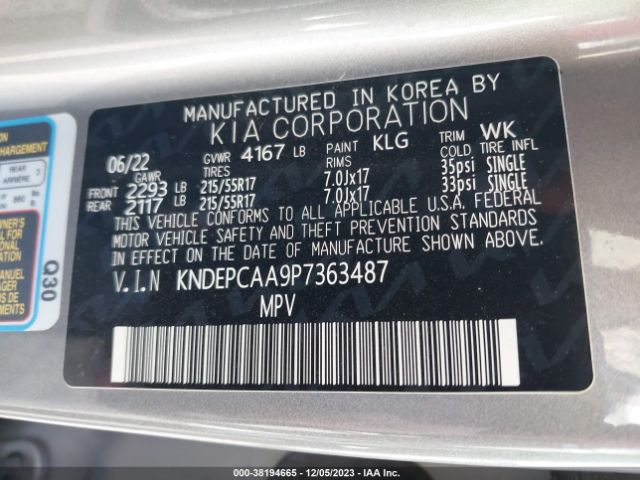 MANUFACTURED IN KOREA BY
KIA CORPORATION
06/22 GVWR 4167 LB PAINT KLG TRIM WK
GAWR TIRES RIMS COLD TIRE INFL
FRONT 2293 LB 215/55R17 7.0Jx17 35psi SINGLE
REAR 2117 LB 215/55R17 7.0Jx17 33psi SINGLE
THIS VEHICLE CONFORMS TO ALL APPLICABLE U.S.A. FEDERAL
MOTOR VEHICLE SAFETY AND THEFT PREVENTION STANDARDS
IN EFFECT ON THE DATE OF MANUFACTURE SHOWN ABOVE.
V.I.N KNDEPCAA9P7363487
MPV
CHARGEMENT
REAR
ARRIÈRE
Q30
000-38194665 - 12/05/2023 - IAA Inc.